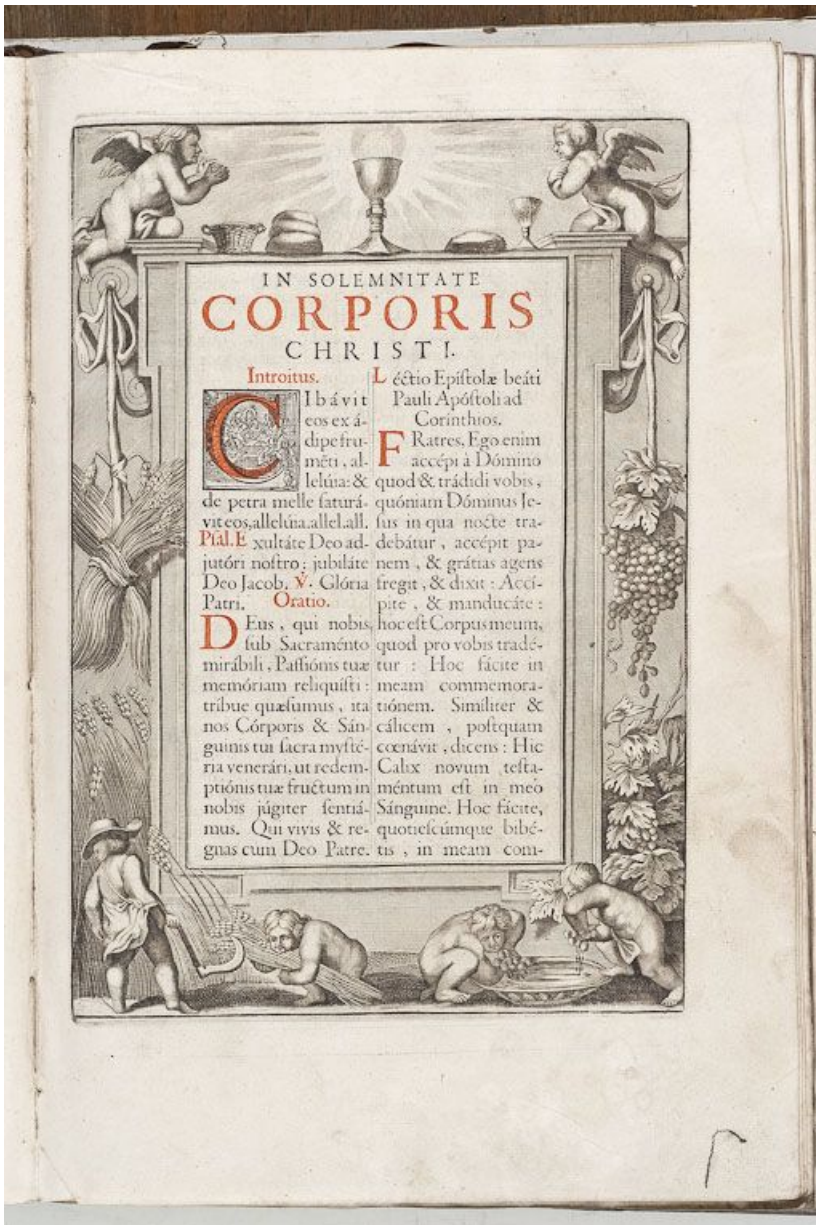 IN SOLEMNITATE
CORPORIS
CHRISTI.
Introitus.
CIbávit
eos ex á-
dipe fru-
mēti, al-
lelúia: &
de petra melle ſaturá-
vit eos, allelúia.allel.all.
Pſal. Exultáte Deo ad-
jutóri noſtro: jubiláte
Deo Jacob. ℣. Glória
Patri. Oratio.
DEus, qui nobis,
ſub Sacraménto
mirábili, Paſſiónis tuæ
memóriam reliquíſti:
tríbue quæſumus, ita
nos Córporis & Sán-
guinis tui ſacra myſté-
ria venerári, ut redem-
ptiónis tuæ fructum in
nobis júgiter ſentiá-
mus. Qui vivis & re-
gnas cum Deo Patre.
Léctio Epíſtolæ beáti
Pauli Apóſtoli ad
Corinthios.
FRatres, Ego enim
accépi à Dómino
quod & trádidi vobis,
quóniam Dóminus Je-
ſus in qua nocte tra-
debátur, accépit pa-
nem, & grátias agens
fregit, & dixit: Accí-
pite, & manducáte:
hoc eſt Corpus meum,
quod pro vobis tradé-
tur: Hoc fácite in
meam commemora-
tiónem. Simíliter &
cálicem, poſtquam
cœnávit, dicens: Hic
Calix novum teſta-
méntum eſt in meo
Sánguine. Hoc fácite,
quotieſcúmque bibé-
tis, in meam com-